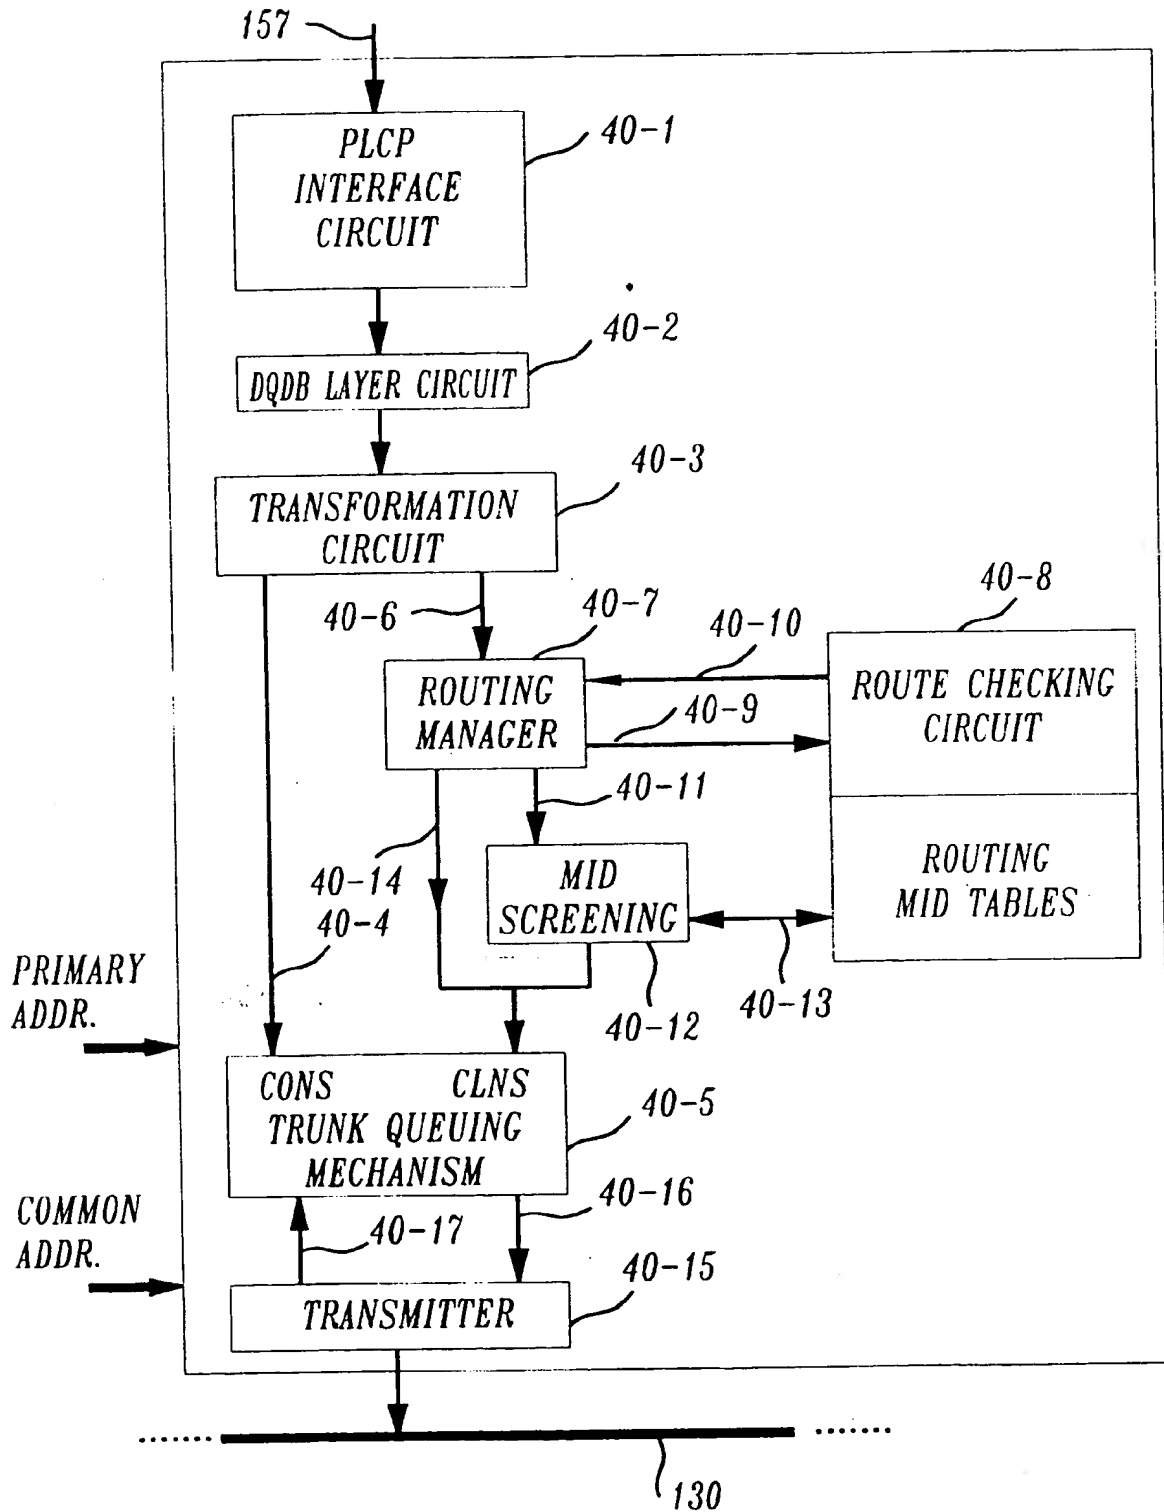 157
PLCP
INTERFACE
CIRCUIT
40-1
40-2
DQDB LAYER CIRCUIT
40-3
TRANSFORMATION
CIRCUIT
40-6
40-7
40-8
40-10
ROUTING
MANAGER
40-9
ROUTE CHECKING
CIRCUIT
40-11
40-14
40-4
MID
SCREENING
ROUTING
MID TABLES
40-13
40-12
PRIMARY
ADDR.
CONS CLNS
TRUNK QUEUING
MECHANISM
40-5
40-16
40-17
COMMON
ADDR.
40-15
TRANSMITTER
130